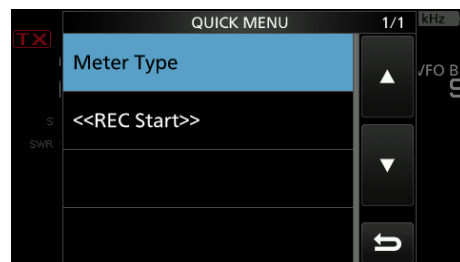 QUICK MENU 1/1 kHz
TX
Meter Type
VFO B
<<REC Start>>
S
SWR